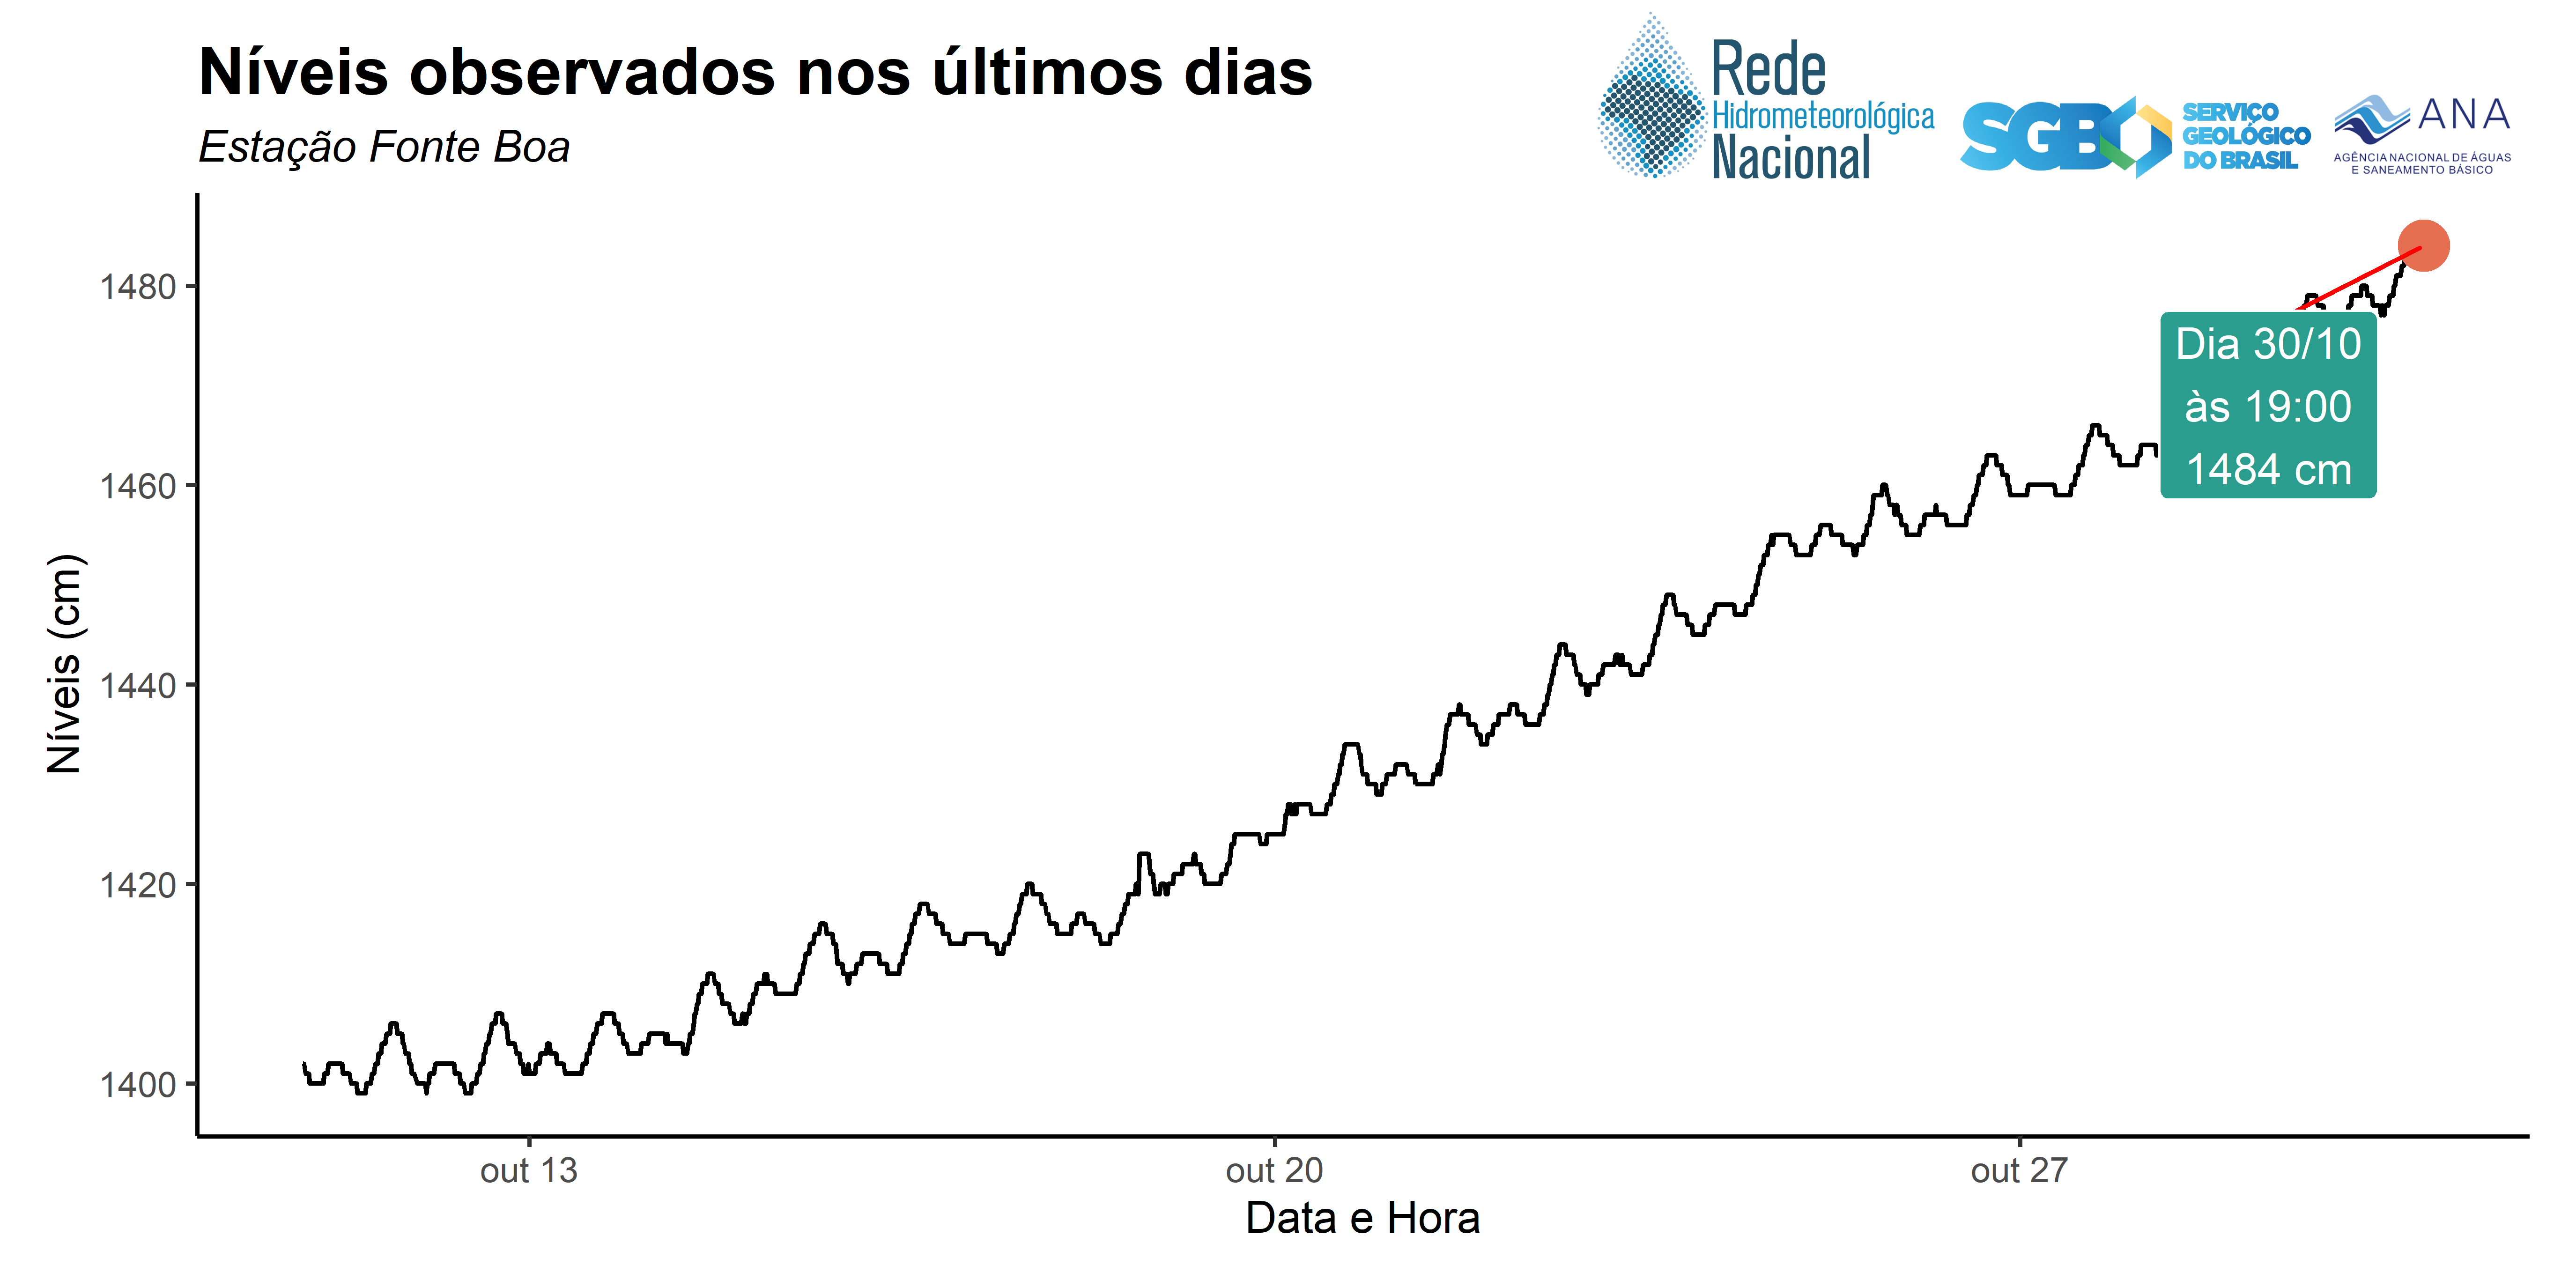 Níveis observados nos últimos dias
Estação Fonte Boa
Rede
Hidrometeorológica
Nacional
SGB
SERVIÇO
GEOLÓGICO
DO BRASIL
ANA
AGÊNCIA NACIONAL DE ÁGUAS
E SANEAMENTO BÁSICO
Níveis (cm)
1480
1460
1440
1420
1400
Dia 30/10
às 19:00
1484 cm
out 13
out 20
out 27
Data e Hora